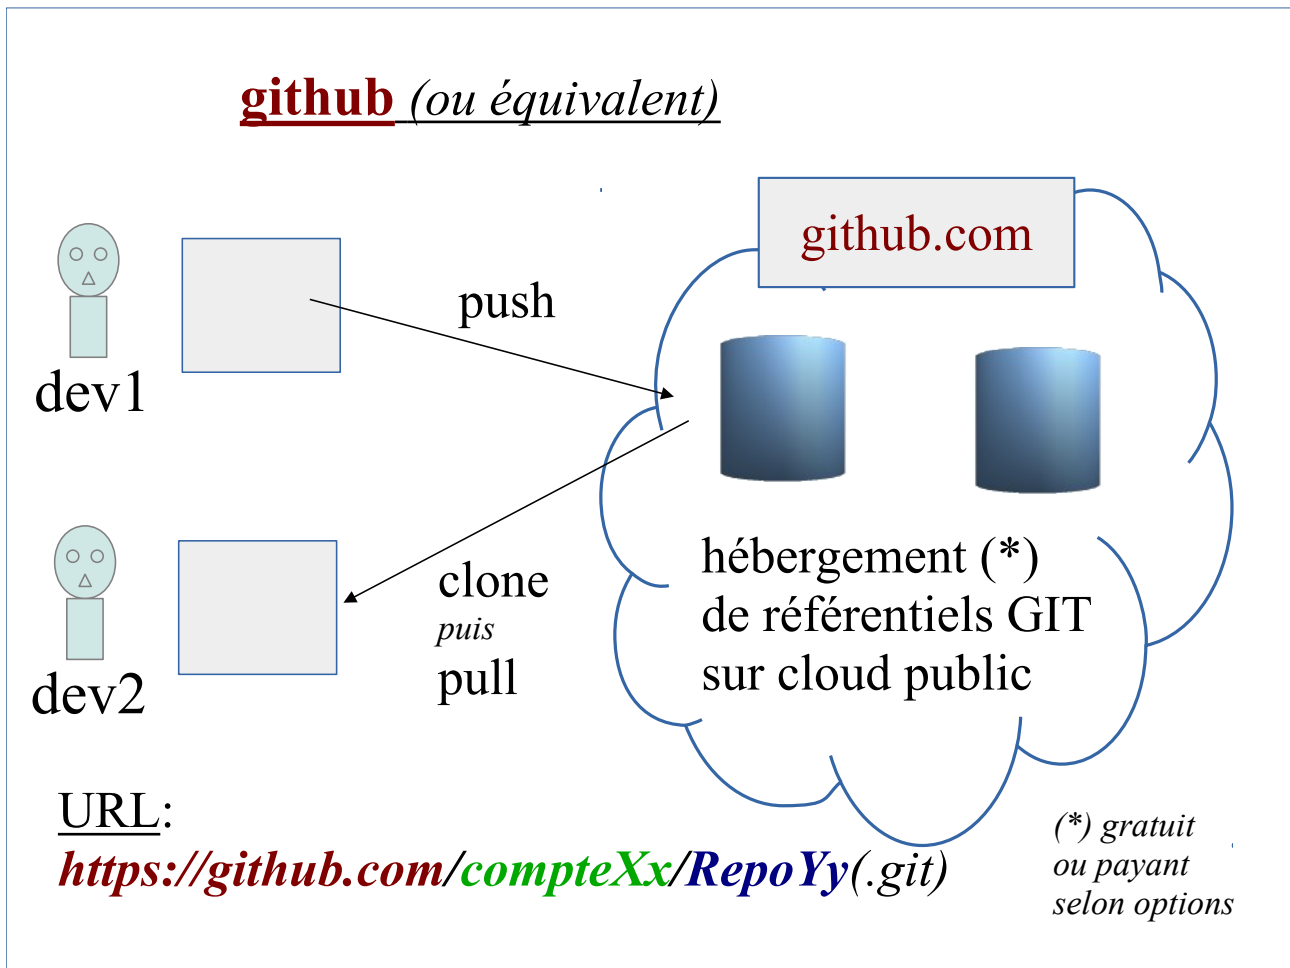 github (ou équivalent)
github.com
push
dev1
clone
puis
pull
dev2
hébergement (*)
de référentiels GIT
sur cloud public
URL:
https://github.com/compteXx/RepoYy(.git)
(*) gratuit
ou payant
selon options